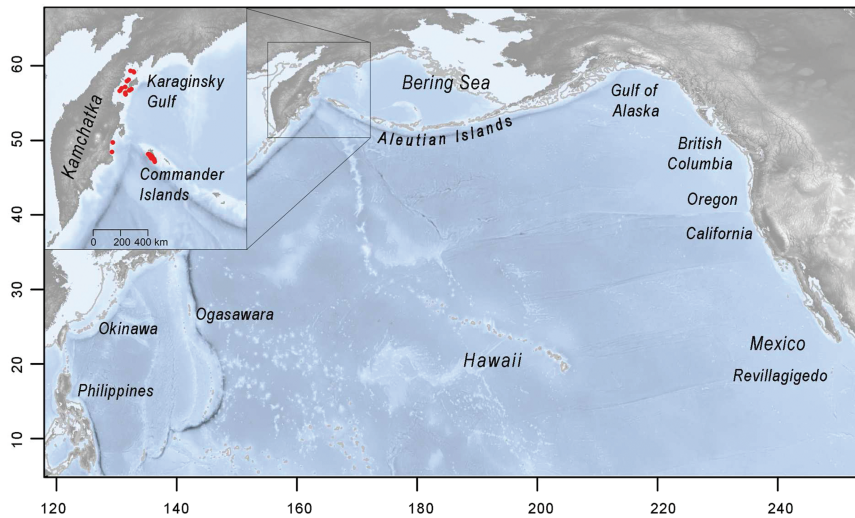 60
50
40
30
20
10
120
140
160
180
200
220
240
Kamchatka
Karaginsky
Gulf
Commander
Islands
0 200 400 km
Bering Sea
Aleutian Islands
Gulf of
Alaska
British
Columbia
Oregon
California
Ogasawara
Okinawa
Philippines
Hawaii
Mexico
Revillagigedo